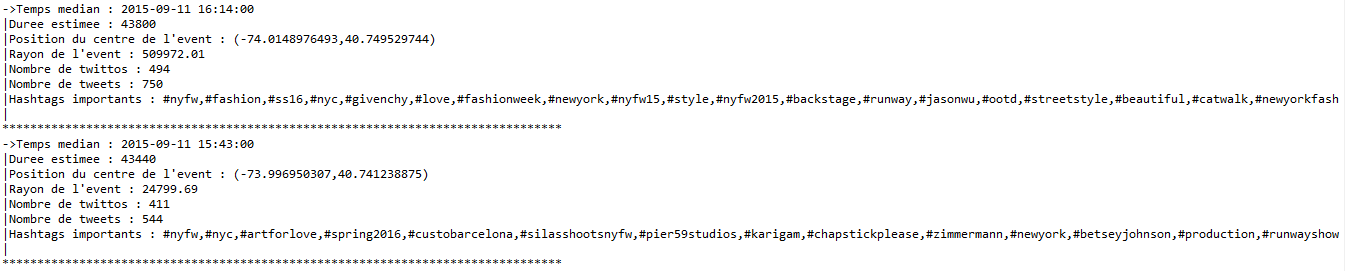 ->Temps median : 2015-09-11 16:14:00
|Duree estimee : 43800
|Position du centre de l'event : (-74.0148976493,40.749529744)
|Rayon de l'event : 509972.01
|Nombre de twittos : 494
|Nombre de tweets : 750
|Hashtags importants : #nyfw,#fashion,#ss16,#nyc,#givenchy,#love,#fashionweek,#newyork,#nyfw15,#style,#nyfw2015,#backstage,#runway,#jasonwu,#ootd,#streetstyle,#beautiful,#catwalk,#newyorkfash
|
********************************************************************************
->Temps median : 2015-09-11 15:43:00
|Duree estimee : 43440
|Position du centre de l'event : (-73.996950307,40.741238875)
|Rayon de l'event : 24799.69
|Nombre de twittos : 411
|Nombre de tweets : 544
|Hashtags importants : #nyfw,#nyc,#artforlove,#spring2016,#custobarcelona,#silasshootsnyfw,#pier59studios,#karigam,#chapstickplease,#zimmermann,#newyork,#betseyjohnson,#production,#runwayshow
|
********************************************************************************